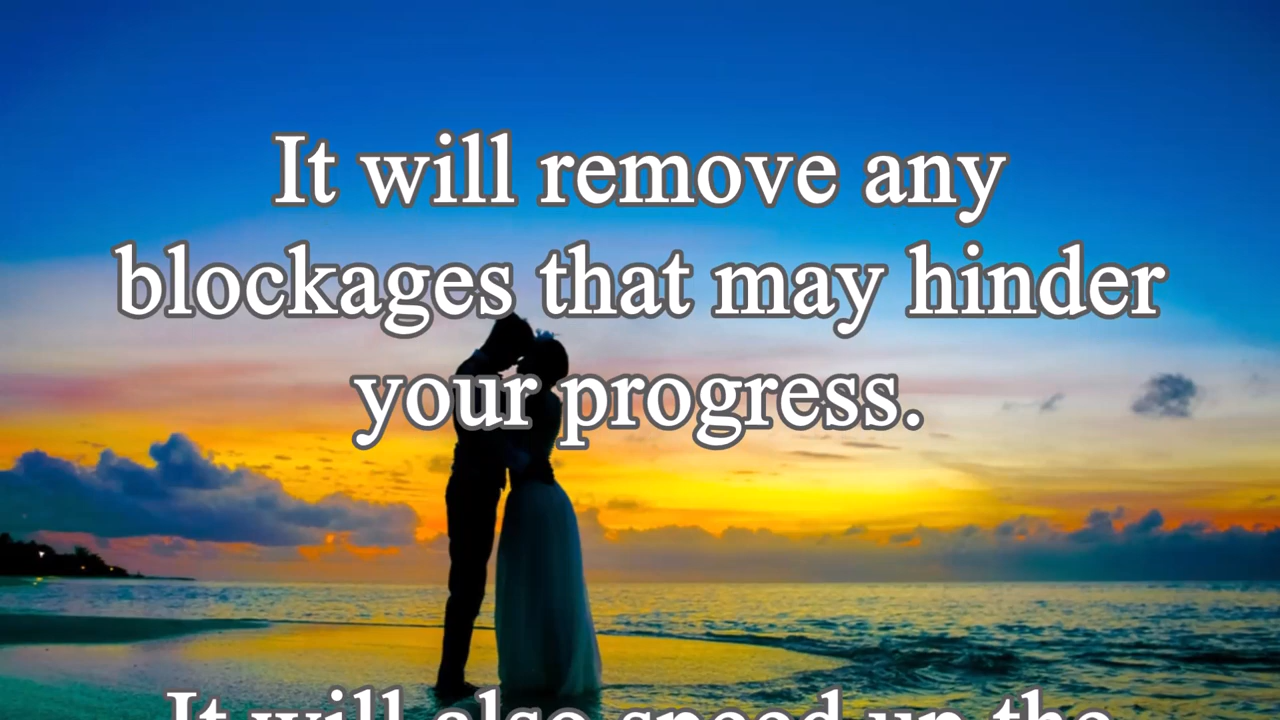 It will remove any
blockages that may hinder
your progress.
It will also speed up the